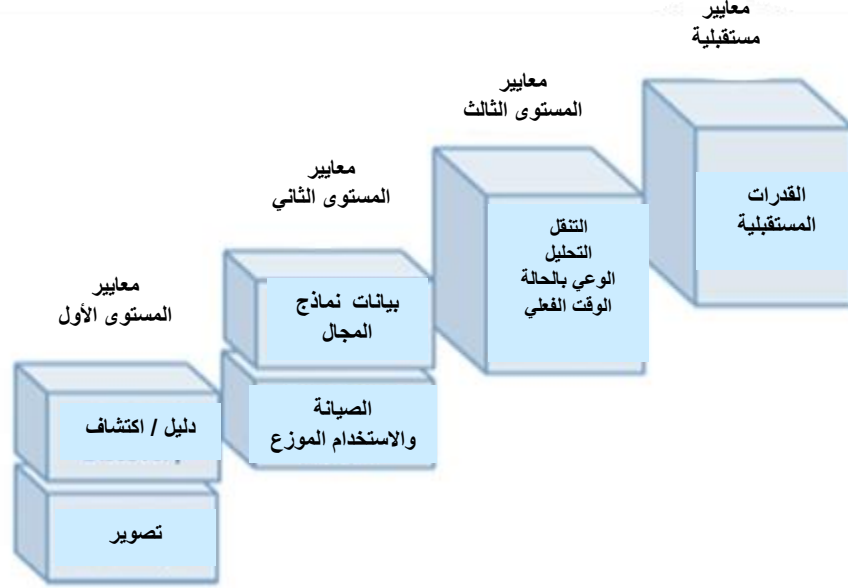 معايير
المستوى الأول
دليل / اكتشاف
تصوير
معايير
المستوى الثاني
بيانات نماذج
المجال
الصيانة
والاستخدام الموزع
معايير
المستوى الثالث
التنقل
التحليل
الوعي بالحالة
الوقت الفعلي
معايير
مستقبلية
القدرات
المستقبلية